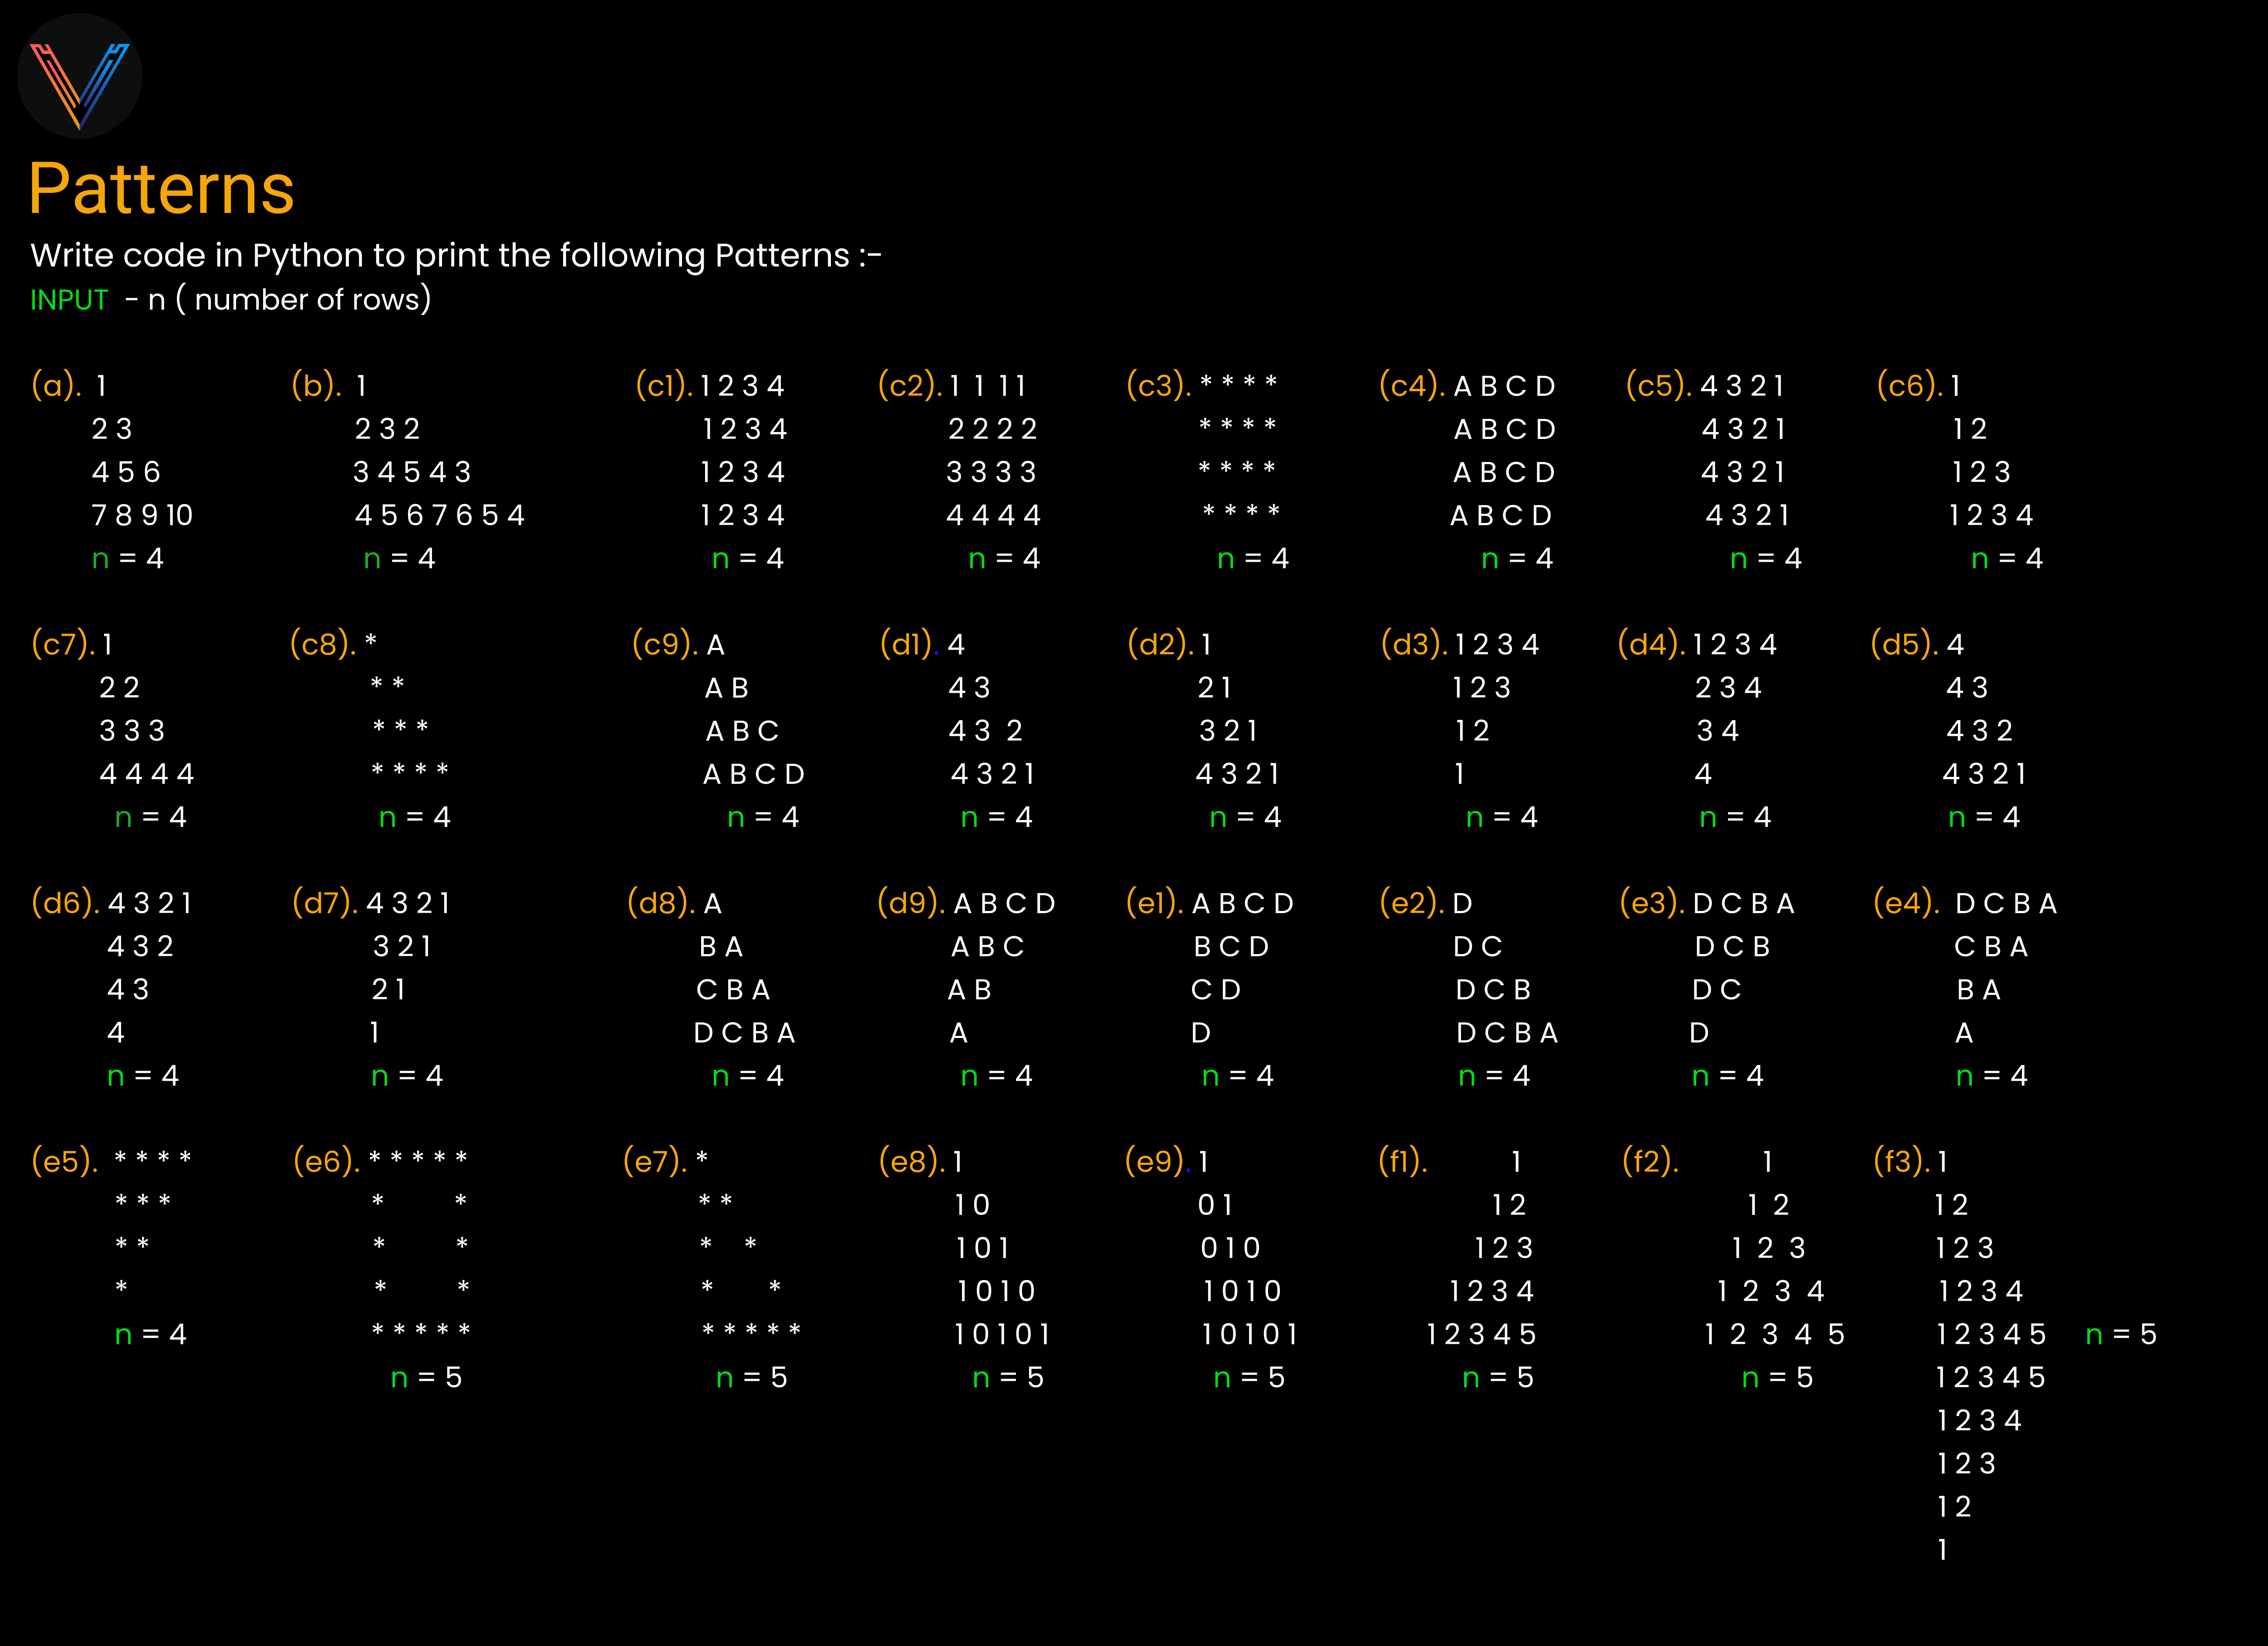 Patterns
Write code in Python to print the following Patterns :-
INPUT - n ( number of rows)
(a). 1
2 3
4 5 6
7 8 9 10
n = 4
(b). 1
2 3 2
3 4 5 4 3
4 5 6 7 6 5 4
n = 4
(c1). 1 2 3 4
1 2 3 4
1 2 3 4
1 2 3 4
n = 4
(c2). 1 1 1 1
2 2 2 2
3 3 3 3
4 4 4 4
n = 4
(c3). * * * *
* * * *
* * * *
* * * *
n = 4
(c4). A B C D
A B C D
A B C D
A B C D
n = 4
(c5). 4 3 2 1
4 3 2 1
4 3 2 1
4 3 2 1
n = 4
(c6). 1
1 2
1 2 3
1 2 3 4
n = 4
(c7). 1
2 2
3 3 3
4 4 4 4
n = 4
(c8). *
* *
* * *
* * * *
n = 4
(c9). A
A B
A B C
A B C D
n = 4
(d1). 4
4 3
4 3 2
4 3 2 1
n = 4
(d2). 1
2 1
3 2 1
4 3 2 1
n = 4
(d3). 1 2 3 4
1 2 3
1 2
1
n = 4
(d4). 1 2 3 4
2 3 4
3 4
4
n = 4
(d5). 4
4 3
4 3 2
4 3 2 1
n = 4
(d6). 4 3 2 1
4 3 2
4 3
4
n = 4
(d7). 4 3 2 1
3 2 1
2 1
1
n = 4
(d8). A
B A
C B A
D C B A
n = 4
(d9). A B C D
A B C
A B
A
n = 4
(e1). A B C D
B C D
C D
D
n = 4
(e2). D
D C
D C B
D C B A
n = 4
(e3). D C B A
D C B
D C
D
n = 4
(e4). D C B A
C B A
B A
A
n = 4
(e5). * * * *
* * *
* *
*
n = 4
(e6). * * * * *
* *
* *
* *
* * * * *
n = 5
(e7). *
* *
* *
* *
* * * * *
n = 5
(e8). 1
1 0
1 0 1
1 0 1 0
1 0 1 0 1
n = 5
(e9). 1
0 1
0 1 0
1 0 1 0
1 0 1 0 1
n = 5
(f1). 1
1 2
1 2 3
1 2 3 4
1 2 3 4 5
n = 5
(f2). 1
1 2
1 2 3
1 2 3 4
1 2 3 4 5
n = 5
(f3). 1
1 2
1 2 3
1 2 3 4
1 2 3 4 5 n = 5
1 2 3 4 5
1 2 3 4
1 2 3
1 2
1